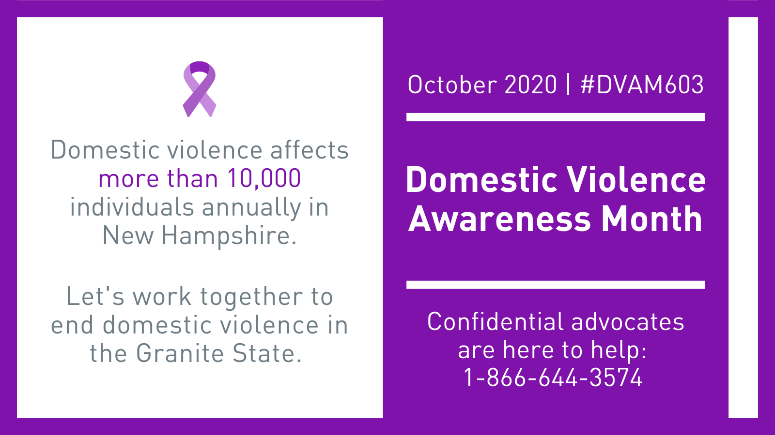 Domestic violence affects
more than 10,000
individuals annually in
New Hampshire.
Let's work together to
end domestic violence in
the Granite State.
October 2020 | #DVAM603
Domestic Violence
Awareness Month
Confidential advocates
are here to help:
1-866-644-3574